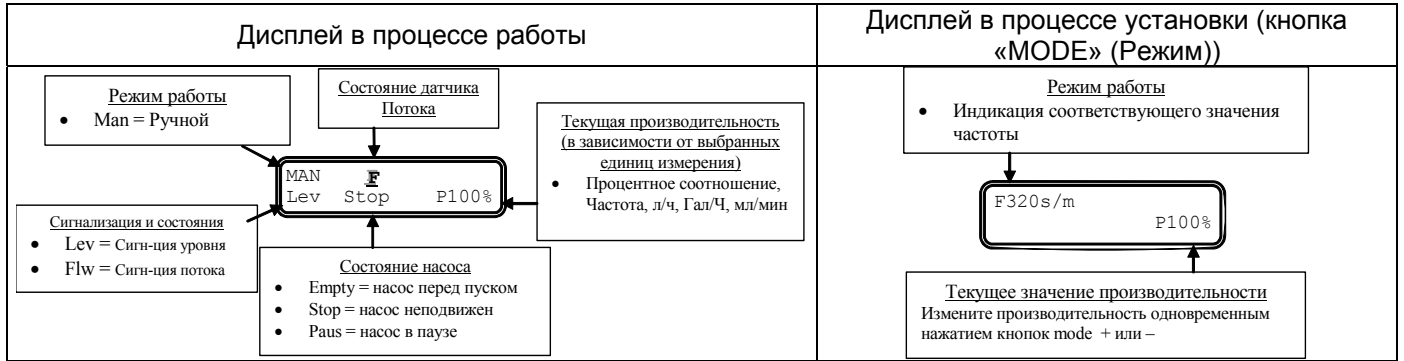 Дисплей в процессе работы
Дисплей в процессе установки (кнопка
«MODE» (Режим))
Режим работы
• Man = Ручной
Состояние датчика
Потока
Текущая производительность
(в зависимости от выбранных
единиц измерения)
• Процентное соотношение,
Частота, л/ч, Гал/Ч, мл/мин
MAN F
Lev Stop P100%
Сигнализация и состояния
• Lev = Сигн-ция уровня
• Flw = Сигн-ция потока
Состояние насоса
• Empty = насос перед пуском
• Stop = насос неподвижен
• Paus = насос в паузе
Режим работы
• Индикация соответствующего значения
частоты
F320s/m
P100%
Текущее значение производительности
Измените производительность одновременным
нажатием кнопок mode + или –